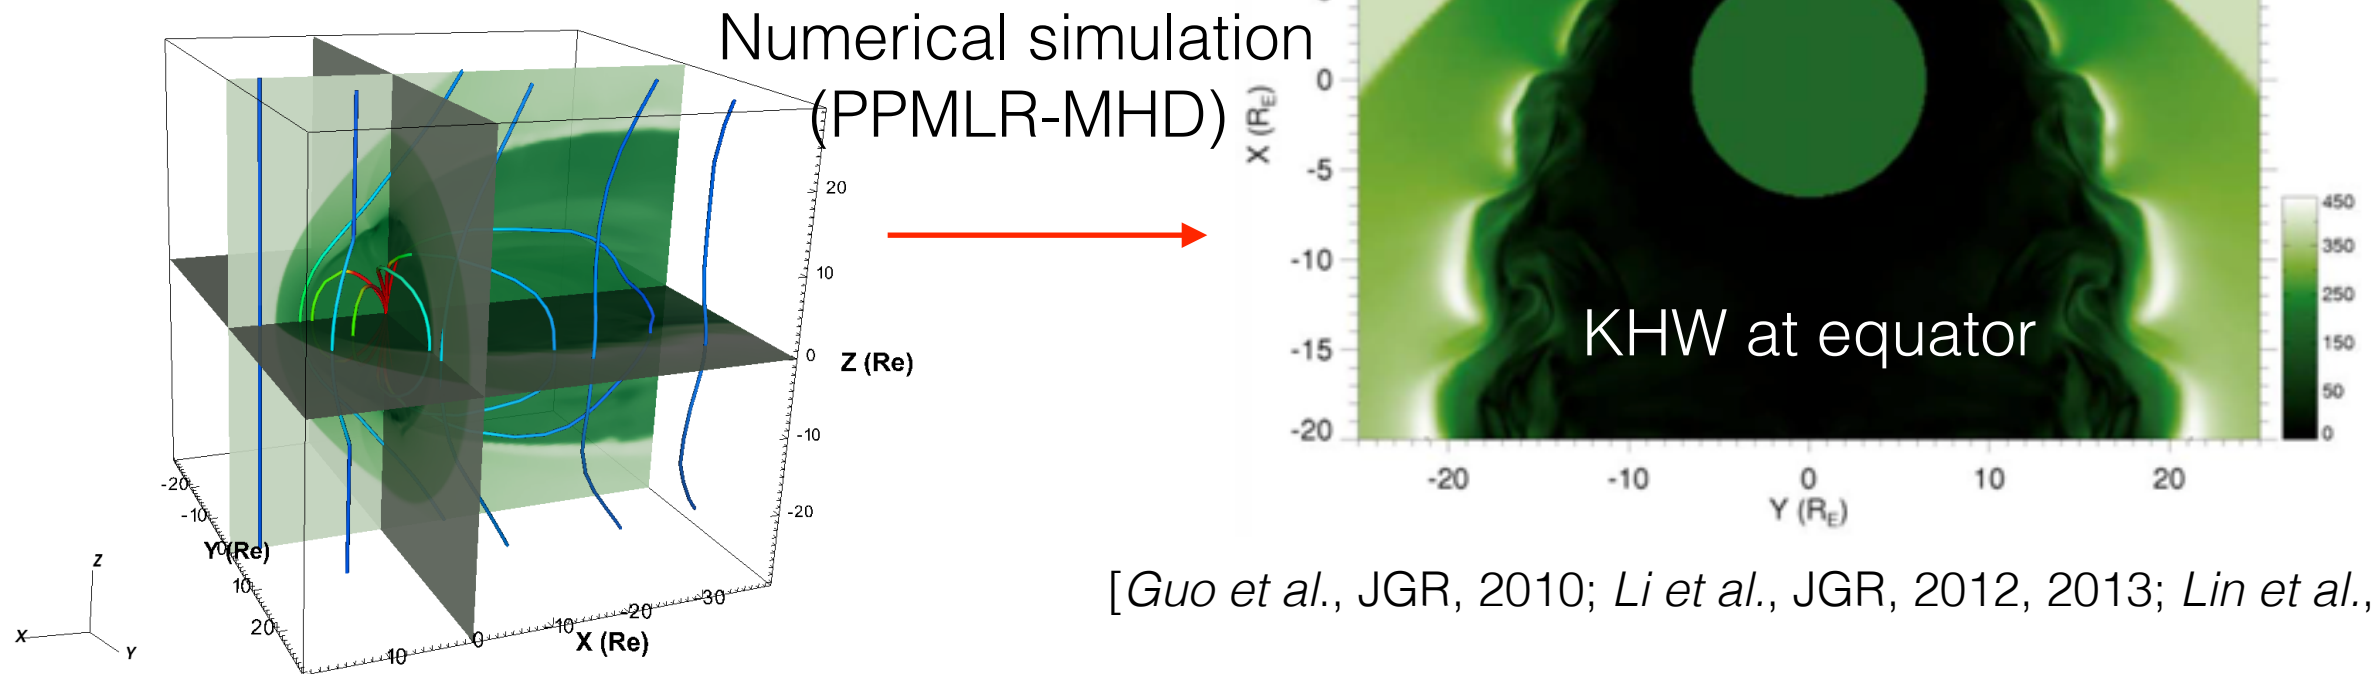 Numerical simulation
(PPMLR-MHD)
20
10
0
Z (Re)
-10
-20
-20
-10
0
Y (Re)
10
20
10
0
-10
-20
-30
X (Re)
Z
X
Y
0
-5
-10
-15
-20
X (R_E)
KHW at equator
450
350
250
150
50
0
-20
-10
0
10
20
Y (R_E)
[Guo et al., JGR, 2010; Li et al., JGR, 2012, 2013; Lin et al.,